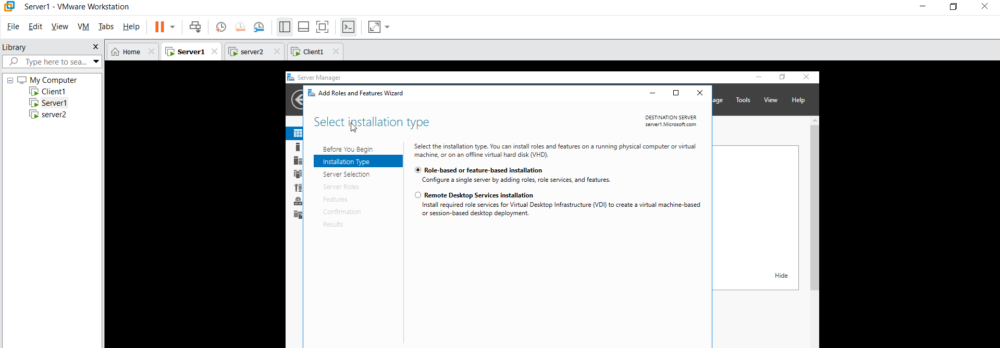 Server1 - VMware Workstation
File Edit View VM Tabs Help
Library
Type here to sea...
My Computer
Client1
Server1
server2
Home
Server1
server2
Client1
Server Manager
age Tools View Help
Add Roles and Features Wizard
Select installation type
DESTINATION SERVER
server1.Microsoft.com
Before You Begin
Installation Type
Server Selection
Server Roles
Features
Confirmation
Results
Select the installation type. You can install roles and features on a running physical computer or virtual
machine, or on an offline virtual hard disk (VHD).
Role-based or feature-based installation
Configure a single server by adding roles, role services, and features.
Remote Desktop Services installation
Install required role services for Virtual Desktop Infrastructure (VDI) to create a virtual machine-based
or session-based desktop deployment.
Hide